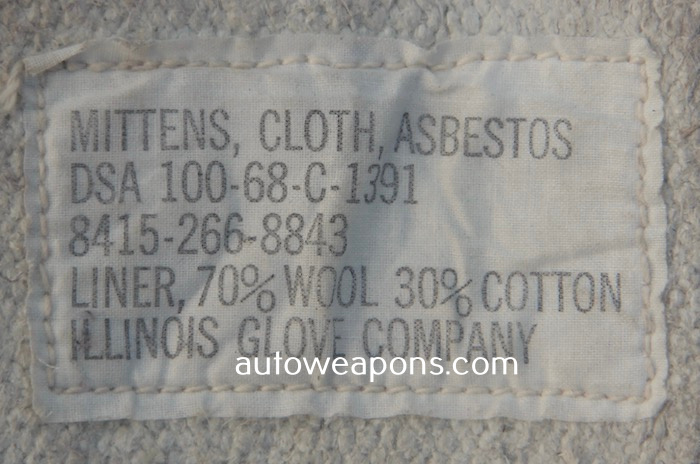 MITTENS, CLOTH, ASBESTOS
DSA 100-68-C-1391
8415-266-8843
LINER, 70% WOOL 30% COTTON
ILLINOIS GLOVE COMPANY
autoweapons.com